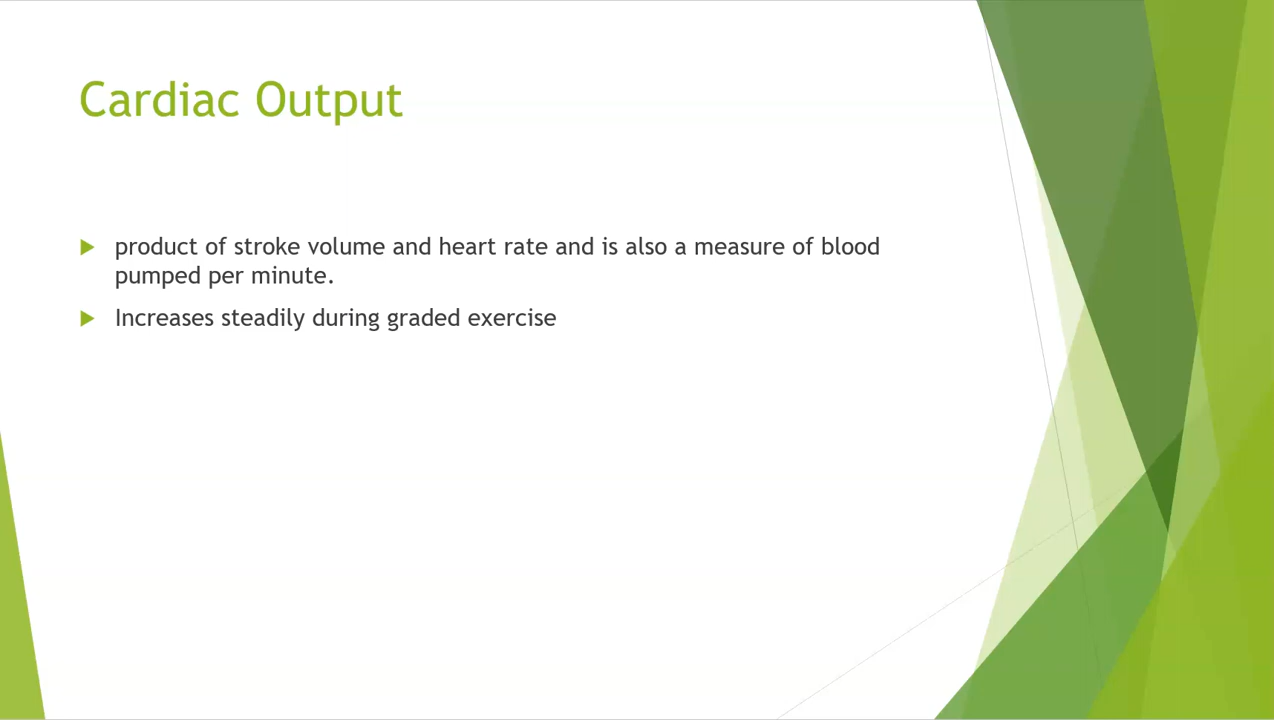 Cardiac Output
product of stroke volume and heart rate and is also a measure of blood
pumped per minute.
Increases steadily during graded exercise